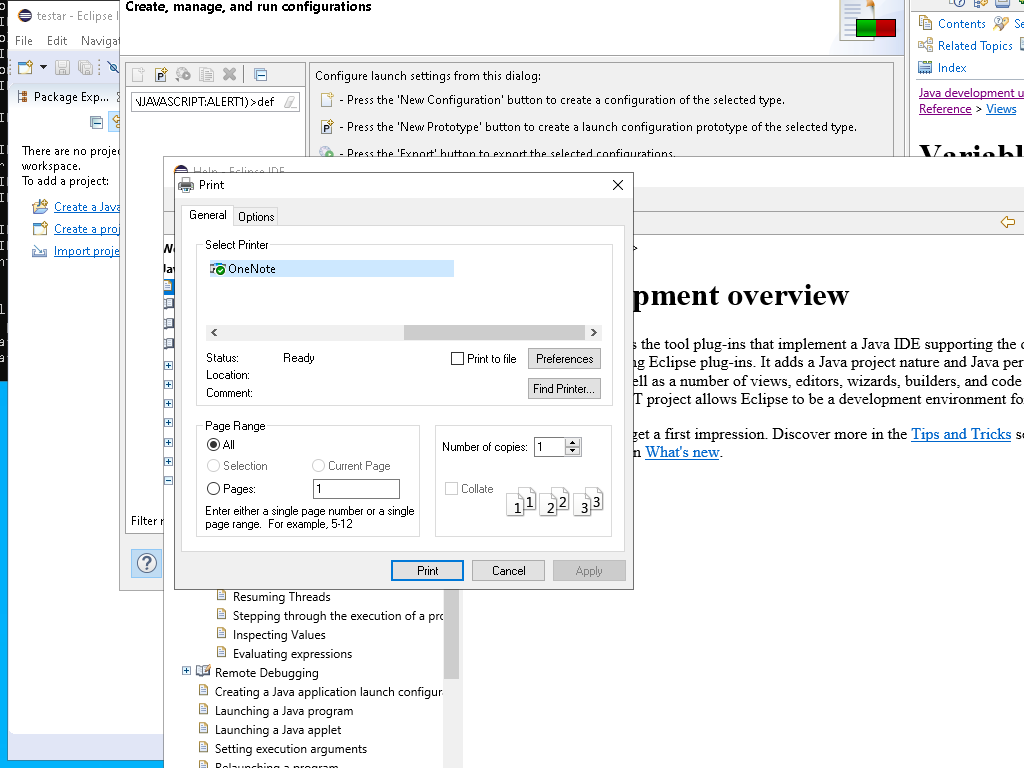 Create, manage, and run configurations
testar - Eclipse I
File Edit Navigat
Contents
Related Topics
Index
Package Exp...
\JAVASCRIPT:ALERT1)>def
Configure launch settings from this dialog:
- Press the 'New Configuration' button to create a configuration of the selected type.
- Press the 'New Prototype' button to create a launch configuration prototype of the selected type.
- Press the 'Export' button to export the selected configurations.
Java development u
Reference > Views
Variabl
There are no projec
workspace.
To add a project:
Create a Java
Create a proj
Import proje
Help - Eclipse IDE
Print
General Options
Select Printer
OneNote
Status: Ready
Location:
Comment:
Print to file
Preferences
Find Printer...
Page Range
All
Selection Current Page
Pages: 1
Enter either a single page number or a single
page range. For example, 5-12
Number of copies: 1
Collate
1 1 2 2 3 3
Print Cancel Apply
Filter
pment overview
s the tool plug-ins that implement a Java IDE supporting the d
ng Eclipse plug-ins. It adds a Java project nature and Java per
ell as a number of views, editors, wizards, builders, and code
T project allows Eclipse to be a development environment fo
get a first impression. Discover more in the Tips and Tricks s
n What's new.
Resuming Threads
Stepping through the execution of a pro
Inspecting Values
Evaluating expressions
Remote Debugging
Creating a Java application launch configur
Launching a Java program
Launching a Java applet
Setting execution arguments
Relaunching a program